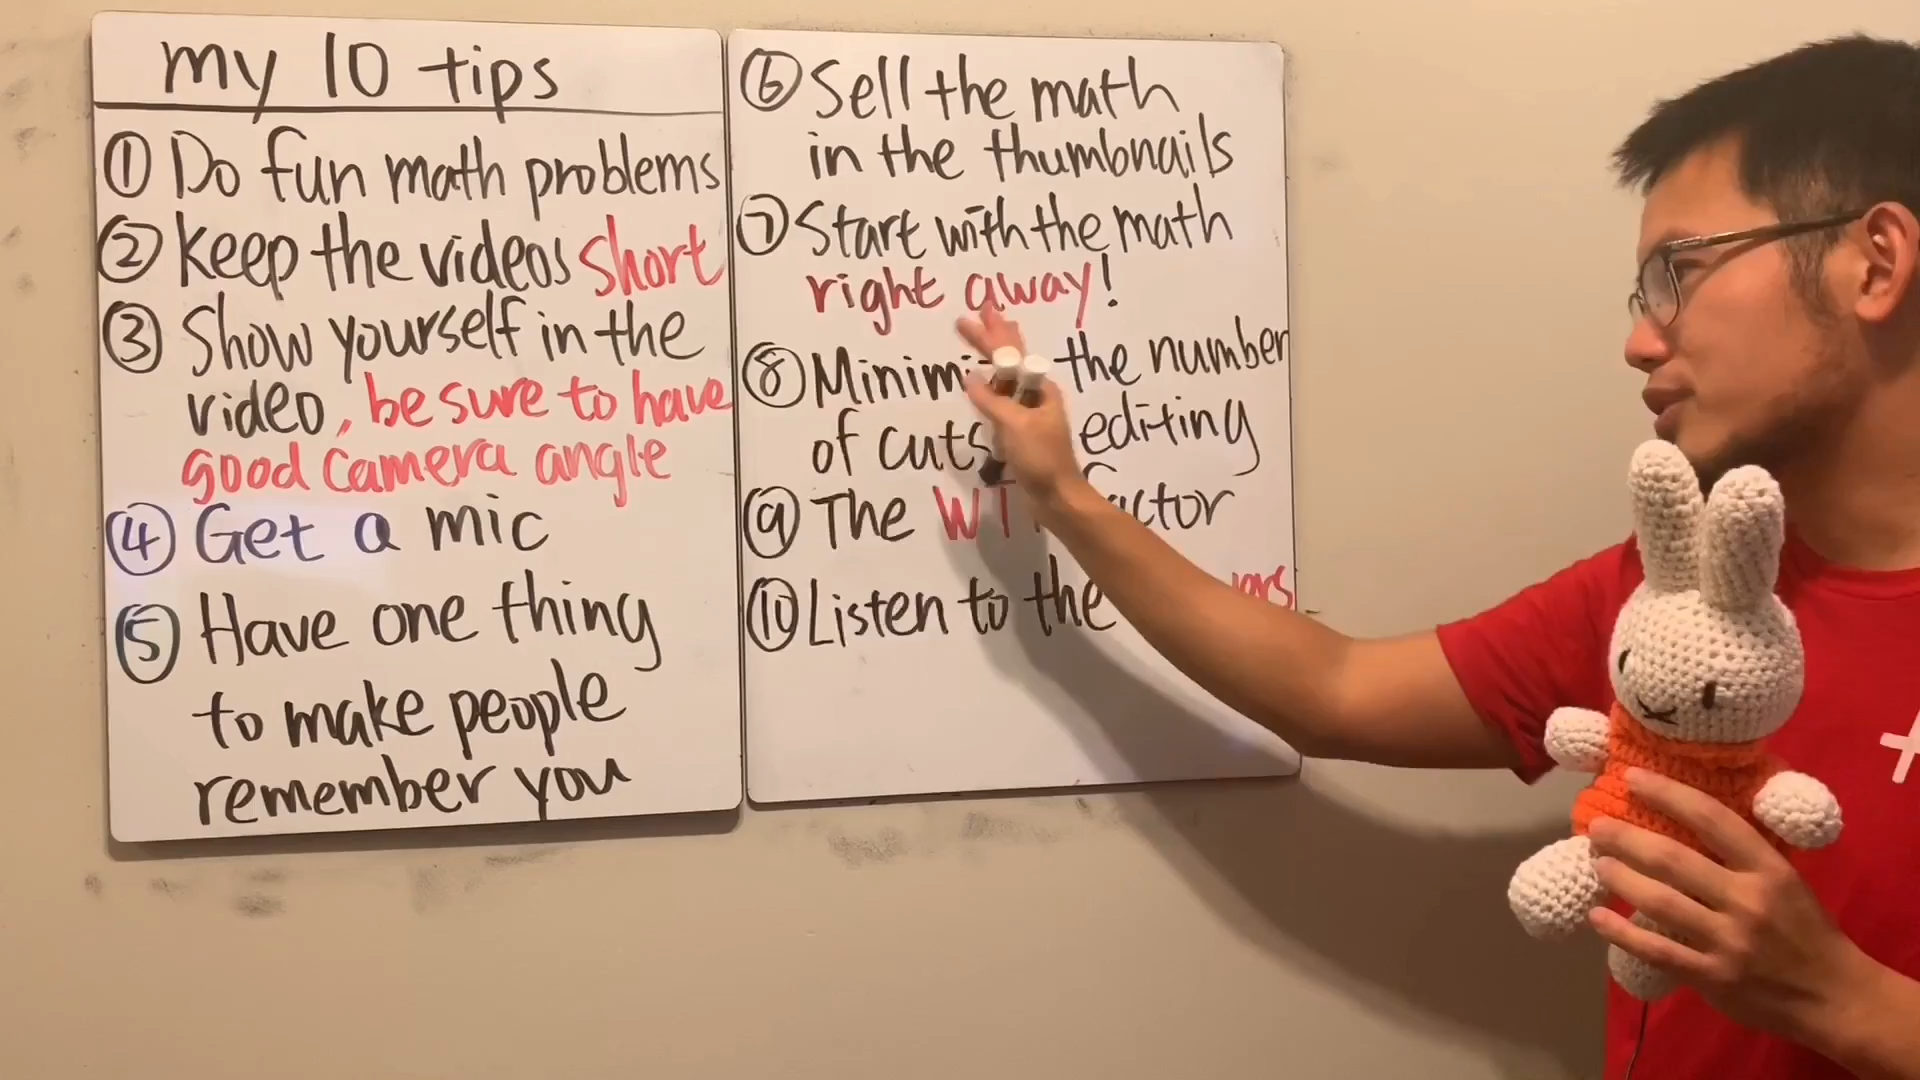 my 10 tips
① Do fun math problems
② Keep the videos short
③ Show yourself in the
video, be sure to have
good camera angle
④ Get a mic
⑤ Have one thing
to make people
remember you
⑥ Sell the math
in the thumbnails
⑦ Start with the math
right away!
⑧ the number
of cuts editing
⑨ The
⑩ Listen to the